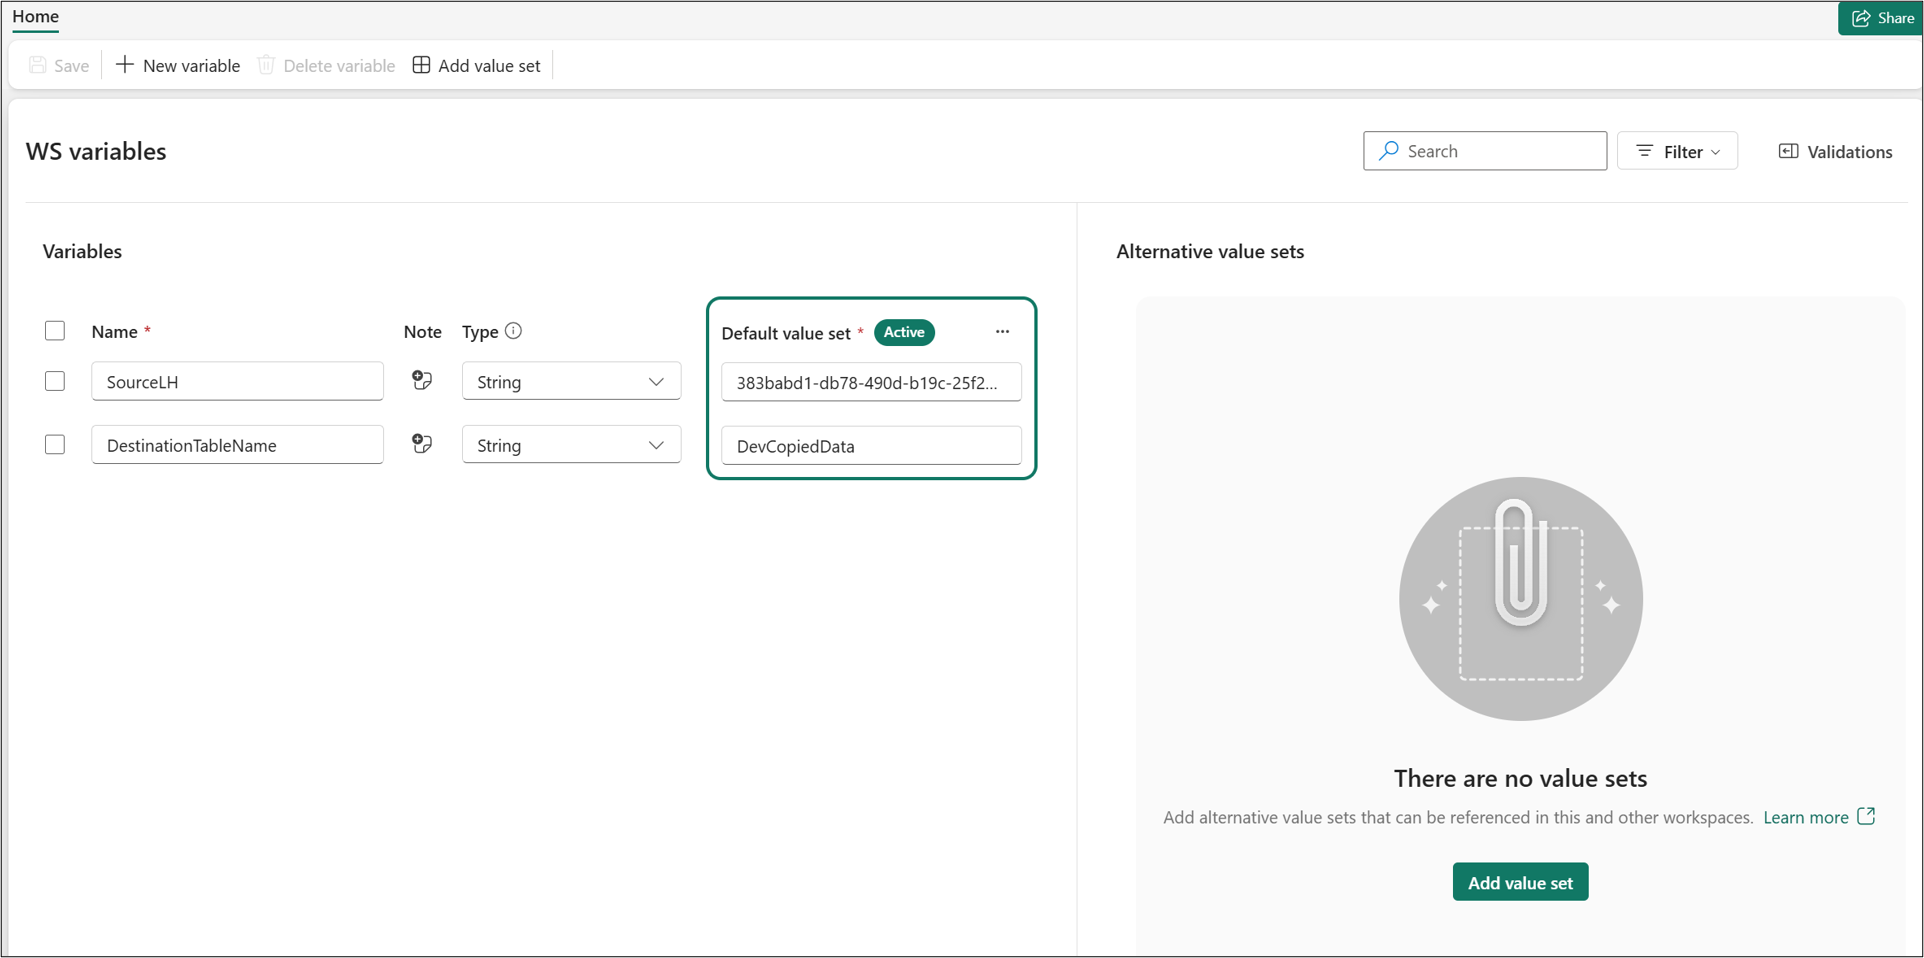 Home
Share
Save
New variable
Delete variable
Add value set
WS variables
Search
Filter
Validations
Variables
Alternative value sets
Name *
Note
Type
Default value set *
Active
SourceLH
String
383babd1-db78-490d-b19c-25f2...
DestinationTableName
String
DevCopiedData
There are no value sets
Add alternative value sets that can be referenced in this and other workspaces. Learn more
Add value set